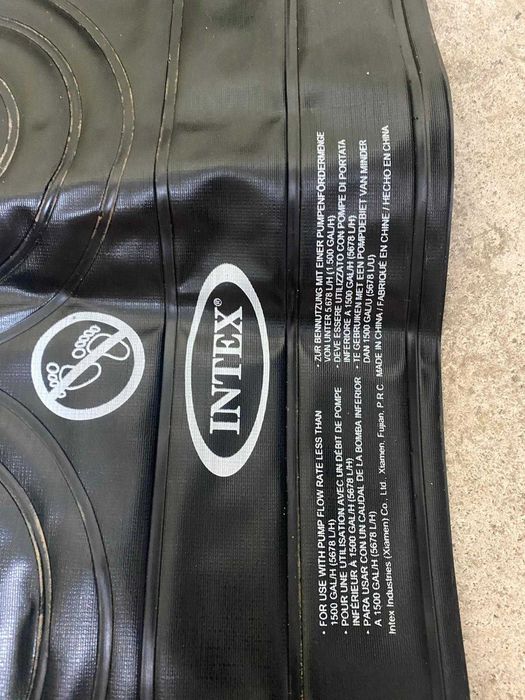 INTEX®
• FOR USE WITH PUMP FLOW RATE LESS THAN
1500 GAL/H (5678 L/H)
• POUR UNE UTILISATION AVEC UN DÉBIT DE POMPE
INFÉRIEUR À 1500 GAL/H (5678 L/H)
• PARA USAR CON UN CAUDAL DE LA BOMBA INFERIOR
A 1500 GAL/H (5678 L/H)
• ZUR BENNUTZUNG MIT EINER PUMPENFÖRDERMENGE
VON UNTER 5.678 L/H (1.500 GAL/H)
• DEVE ESSERE UTILIZZATO CON POMPE DI PORTATA
INFERIORE A 1500 GAL/H (5678 L/H)
• TE GEBRUIKEN MET EEN POMPDEBIET VAN MINDER
DAN 1500 GAL/U (5678 L/U)
Intex Industries (Xiamen) Co., Ltd. Xiamen, Fujian, P.R.C. MADE IN CHINA / FABRIQUÉ EN CHINE / HECHO EN CHINA